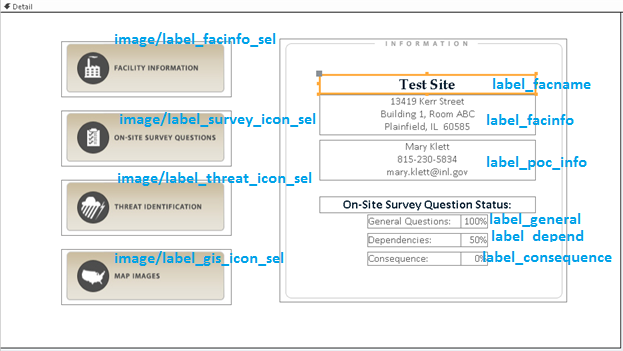 Detail
image/label_facinfo_sel
FACILITY INFORMATION
image/label_survey_icon_sel
ON-SITE SURVEY QUESTIONS
image/label_threat_icon_sel
THREAT IDENTIFICATION
image/label_gis_icon_sel
MAP IMAGES
INFORMATION
Test Site
label_facname
13419 Kerr Street
Building 1, Room ABC
Plainfield, IL 60585
label_facinfo
Mary Klett
815-230-5834
mary.klett@inl.gov
label_poc_info
On-Site Survey Question Status:
General Questions: 100% label_general
Dependencies: 50% label_depend
Consequence: 0% label_consequence